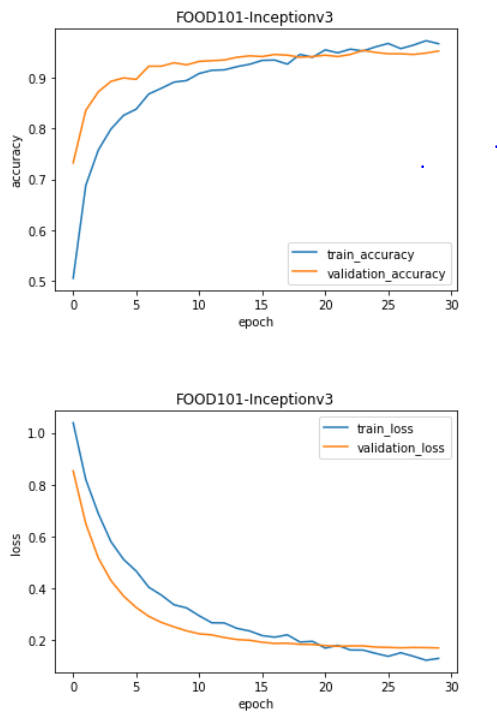 FOOD101-Inceptionv3
0.9
0.8
0.7
0.6
0.5
accuracy
train_accuracy
validation_accuracy
0 5 10 15 20 25 30
epoch
FOOD101-Inceptionv3
1.0
0.8
0.6
0.4
0.2
loss
train_loss
validation_loss
0 5 10 15 20 25 30
epoch